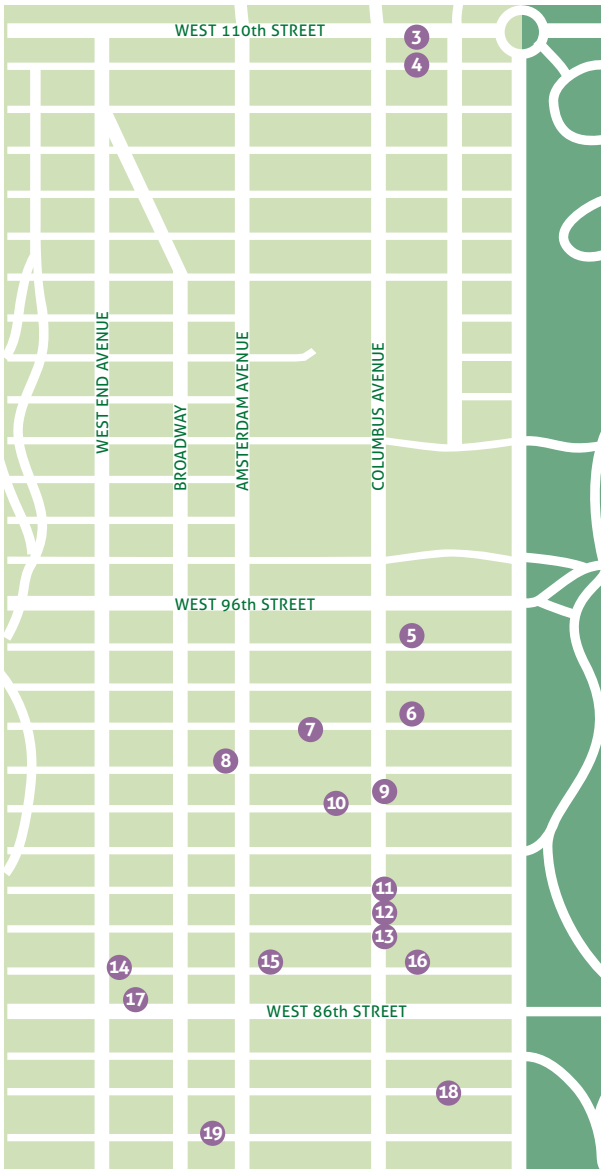 WEST 110th STREET
3
4
WEST END AVENUE
BROADWAY
AMSTERDAM AVENUE
COLUMBUS AVENUE
WEST 96th STREET
5
6
7
8
9
10
11
12
13
14
15
16
17
WEST 86th STREET
18
19